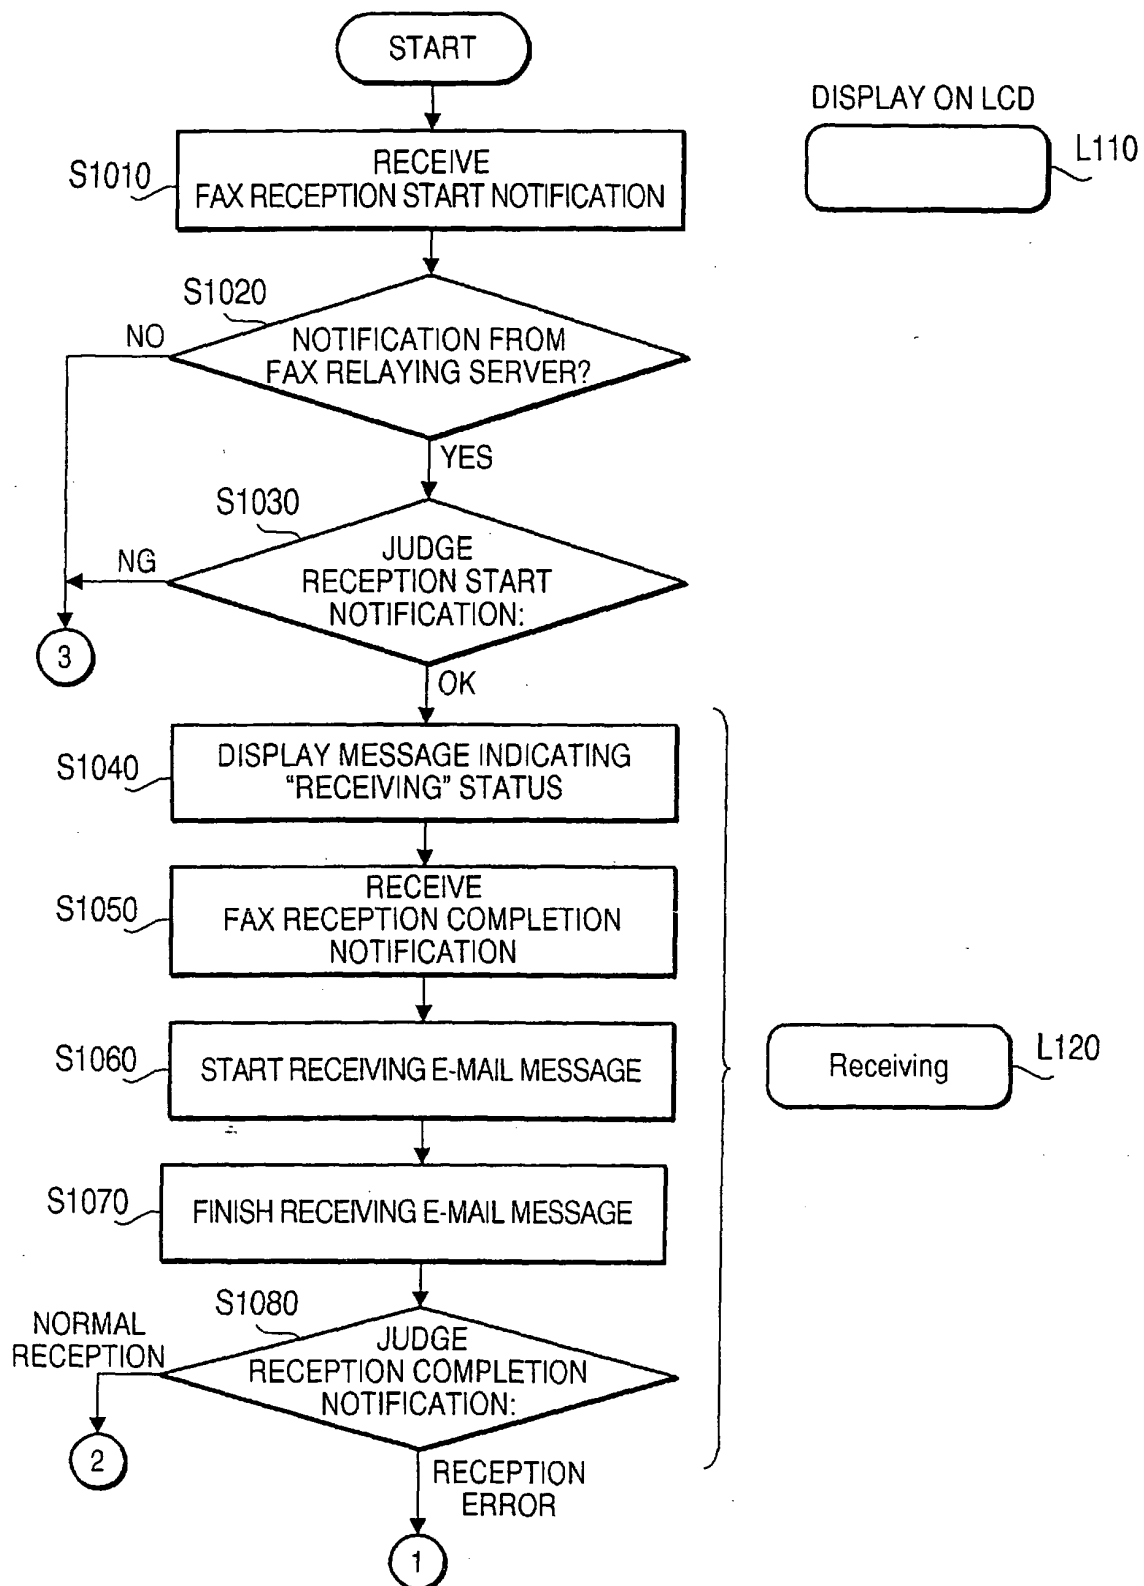 START
DISPLAY ON LCD
L110
S1010
RECEIVE
FAX RECEPTION START NOTIFICATION
S1020
NO
NOTIFICATION FROM
FAX RELAYING SERVER?
YES
S1030
NG
JUDGE
RECEPTION START
NOTIFICATION:
3
OK
S1040
DISPLAY MESSAGE INDICATING
“RECEIVING” STATUS
S1050
RECEIVE
FAX RECEPTION COMPLETION
NOTIFICATION
S1060
START RECEIVING E-MAIL MESSAGE
Receiving
L120
S1070
FINISH RECEIVING E-MAIL MESSAGE
S1080
NORMAL
RECEPTION
JUDGE
RECEPTION COMPLETION
NOTIFICATION:
2
RECEPTION
ERROR
1